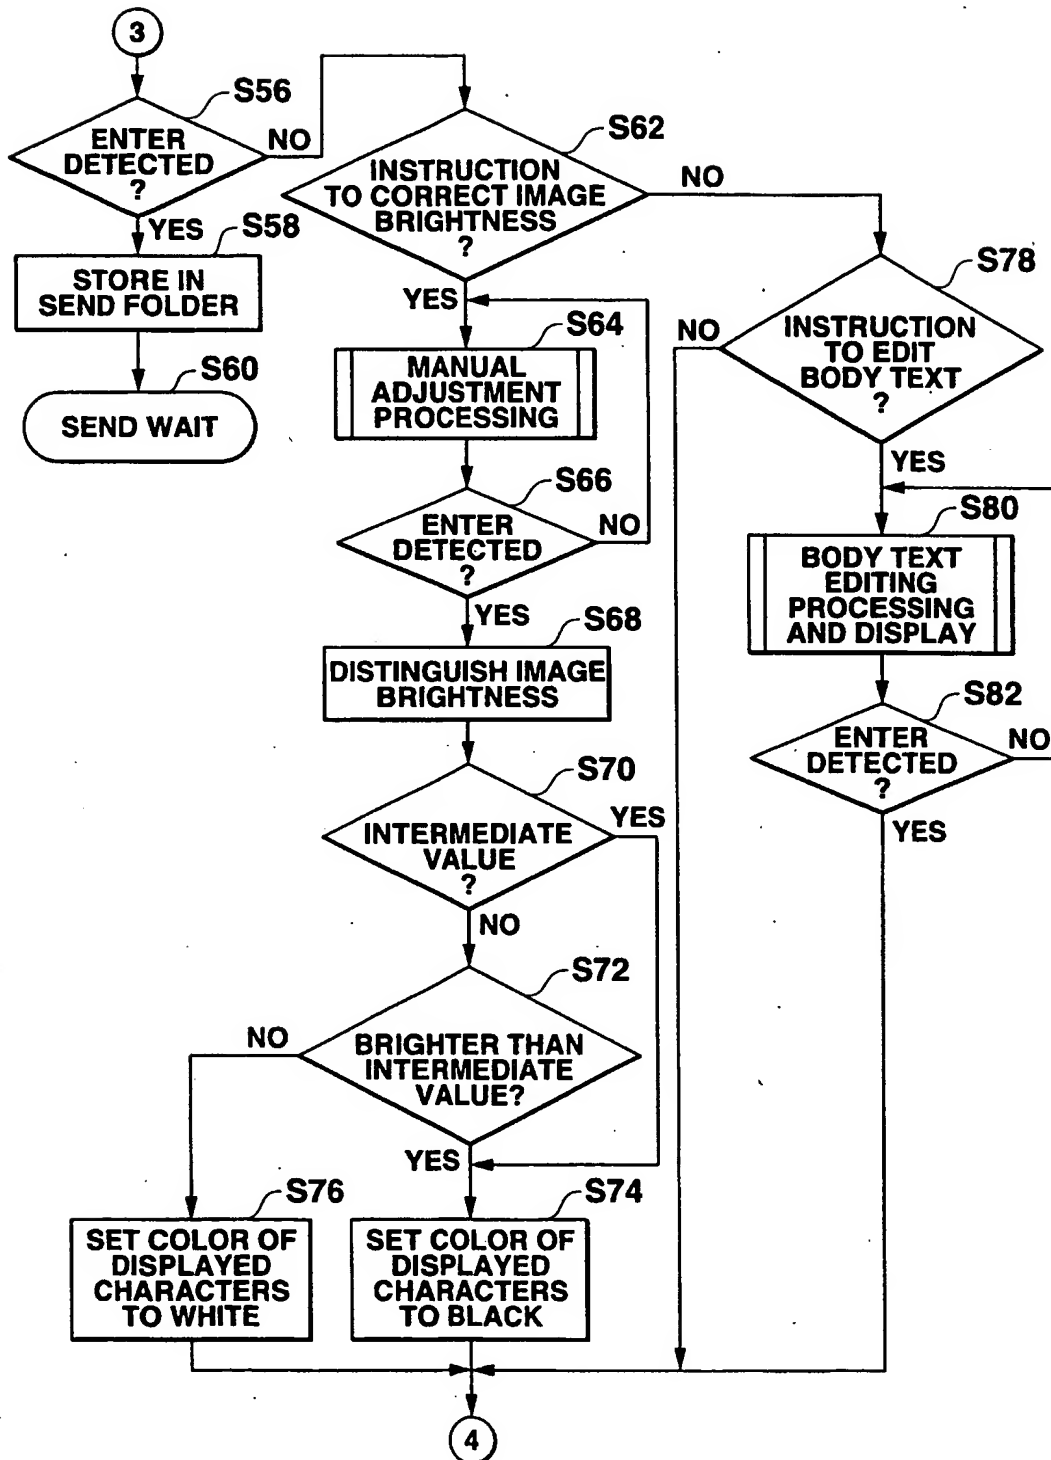 3
S56
ENTER
DETECTED
?
NO
YES
S58
STORE IN
SEND FOLDER
S60
SEND WAIT
S62
INSTRUCTION
TO CORRECT IMAGE
BRIGHTNESS
?
NO
YES
S64
MANUAL
ADJUSTMENT
PROCESSING
S66
ENTER
DETECTED
?
NO
YES
S68
DISTINGUISH IMAGE
BRIGHTNESS
S70
INTERMEDIATE
VALUE
?
YES
NO
S72
BRIGHTER THAN
INTERMEDIATE
VALUE?
NO
YES
S76
SET COLOR OF
DISPLAYED
CHARACTERS
TO WHITE
S74
SET COLOR OF
DISPLAYED
CHARACTERS
TO BLACK
S78
INSTRUCTION
TO EDIT
BODY TEXT
?
NO
YES
S80
BODY TEXT
EDITING
PROCESSING
AND DISPLAY
S82
ENTER
DETECTED
?
NO
YES
4